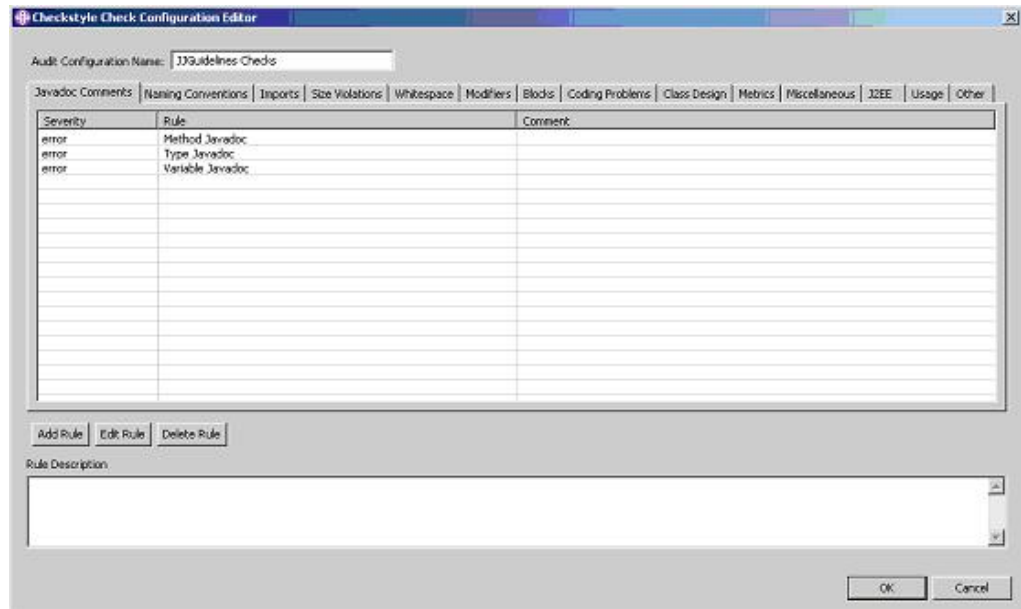 Checkstyle Check Configuration Editor
Audit Configuration Name: JJGuidelines Checks
Javadoc Comments Naming Conventions Imports Size Violations Whitespace Modifiers Blocks Coding Problems Class Design Metrics Miscellaneous J2EE Usage Other
Severity Rule Comment
error Method Javadoc
error Type Javadoc
error Variable Javadoc
Add Rule Edit Rule Delete Rule
Rule Description
OK Cancel